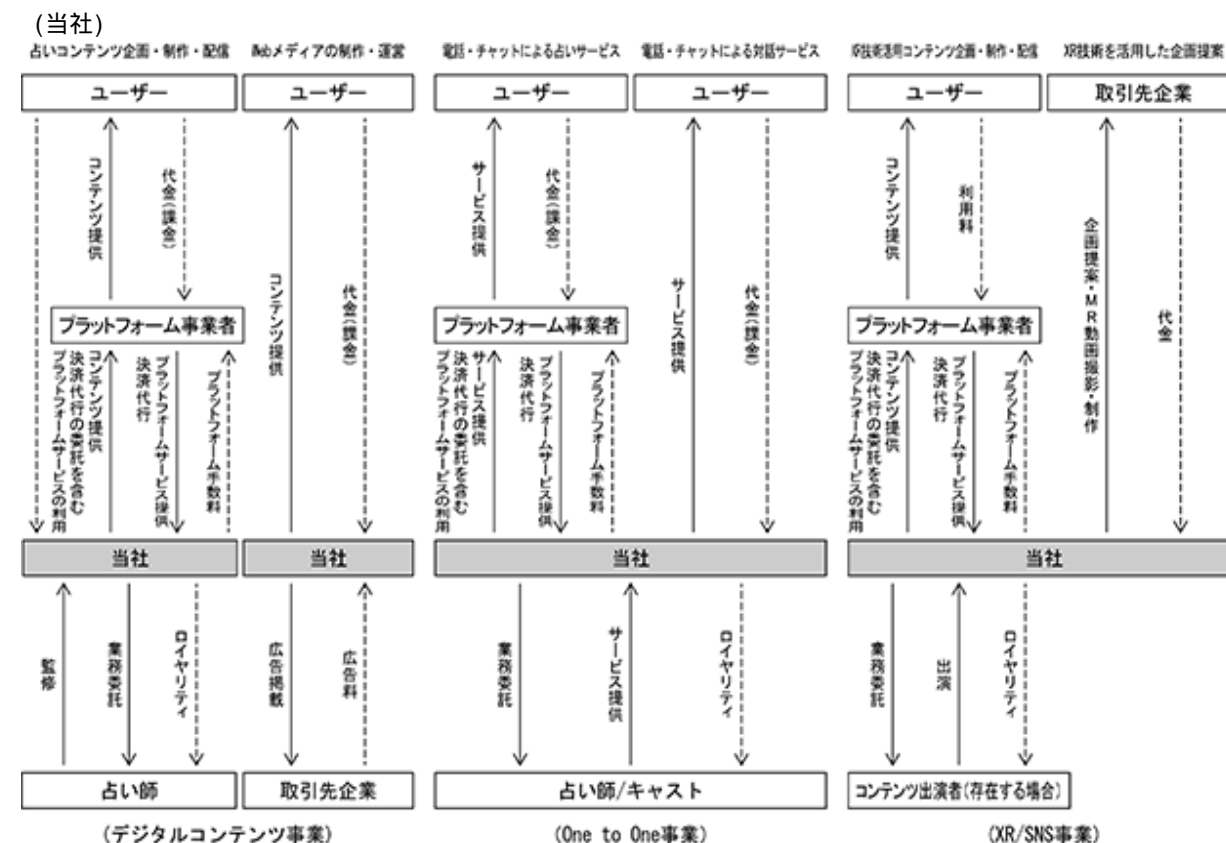 (当社)
占いコンテンツ企画・制作・配信
Webメディアの制作・運営
電話・チャットによる占いサービス
電話・チャットによる対話サービス
XR技術活用コンテンツ企画・制作・配信
XR技術を活用した企画提案
ユーザー
ユーザー
ユーザー
ユーザー
ユーザー
取引先企業
コンテンツ提供
代金(課金)
コンテンツ提供
代金(課金)
サービス提供
代金(課金)
サービス提供
代金(課金)
コンテンツ提供
利用料
企画提案・MR動画撮影・制作
代金
プラットフォーム事業者
プラットフォーム事業者
プラットフォーム事業者
コンテンツ提供
決済代行の委託を含む
プラットフォームサービスの利用
プラットフォームサービス提供
決済代行
プラットフォーム手数料
サービス提供
決済代行の委託を含む
プラットフォームサービスの利用
プラットフォームサービス提供
決済代行
プラットフォーム手数料
コンテンツ提供
決済代行の委託を含む
プラットフォームサービスの利用
プラットフォームサービス提供
決済代行
プラットフォーム手数料
当社
当社
当社
当社
監修
業務委託
ロイヤリティ
広告掲載
広告料
業務委託
サービス提供
ロイヤリティ
業務委託
出演
ロイヤリティ
占い師
取引先企業
占い師/キャスト
コンテンツ出演者(存在する場合)
(デジタルコンテンツ事業)
(One to One事業)
(XR/SNS事業)